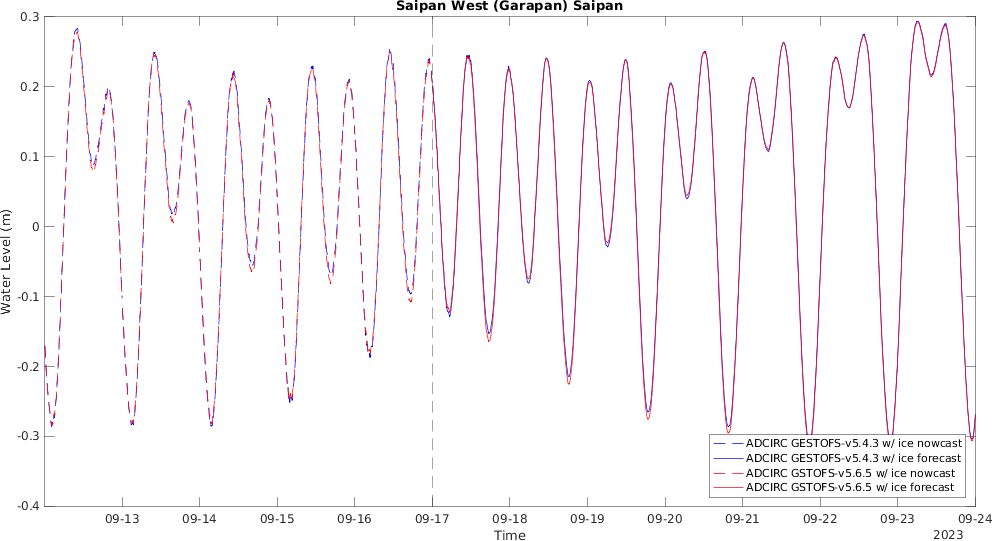 Saipan West (Garapan) Saipan
0.3
0.2
0.1
0
-0.1
-0.2
-0.3
-0.4
Water Level (m)
ADCIRC GESTOFS-v5.4.3 w/ ice nowcast
ADCIRC GESTOFS-v5.4.3 w/ ice forecast
ADCIRC GSTOFS-v5.6.5 w/ ice nowcast
ADCIRC GSTOFS-v5.6.5 w/ ice forecast
09-13 09-14 09-15 09-16 09-17 09-18 09-19 09-20 09-21 09-22 09-23 09-24
Time
2023